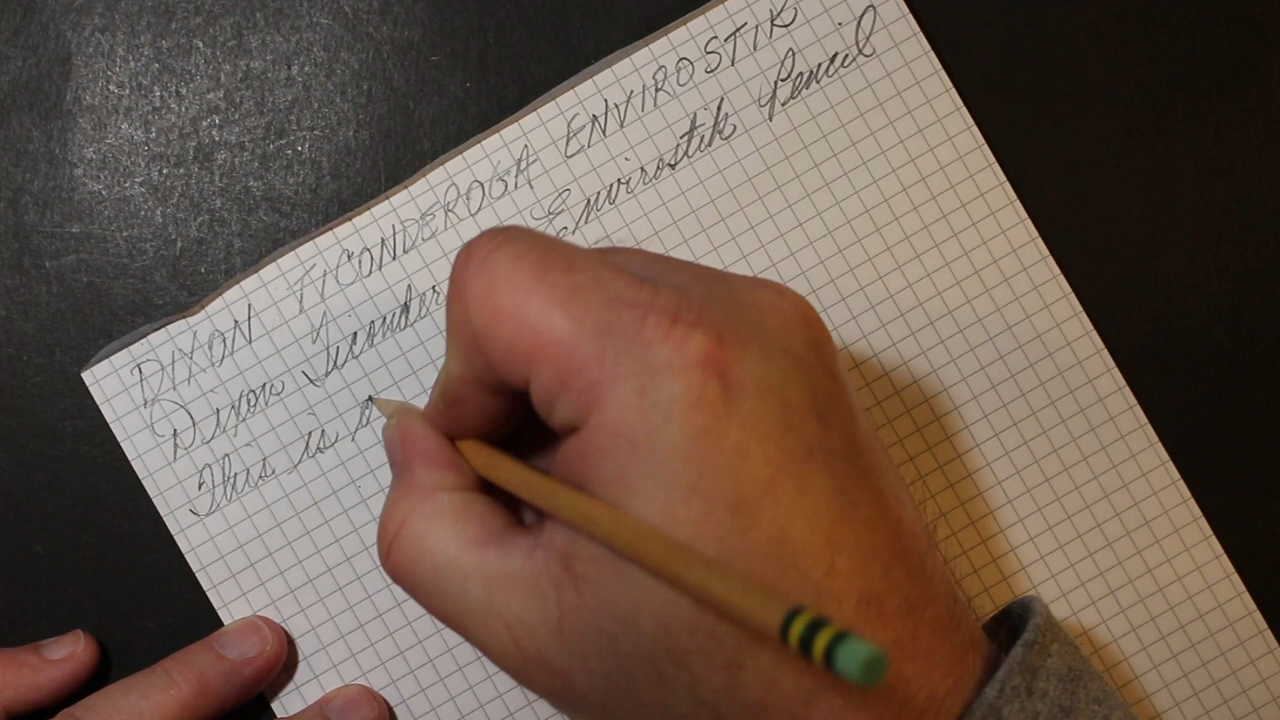 DIXON TICONDEROGA ENVIROSTIK
Dixon Ticonder Envirostik Pencil
This is a